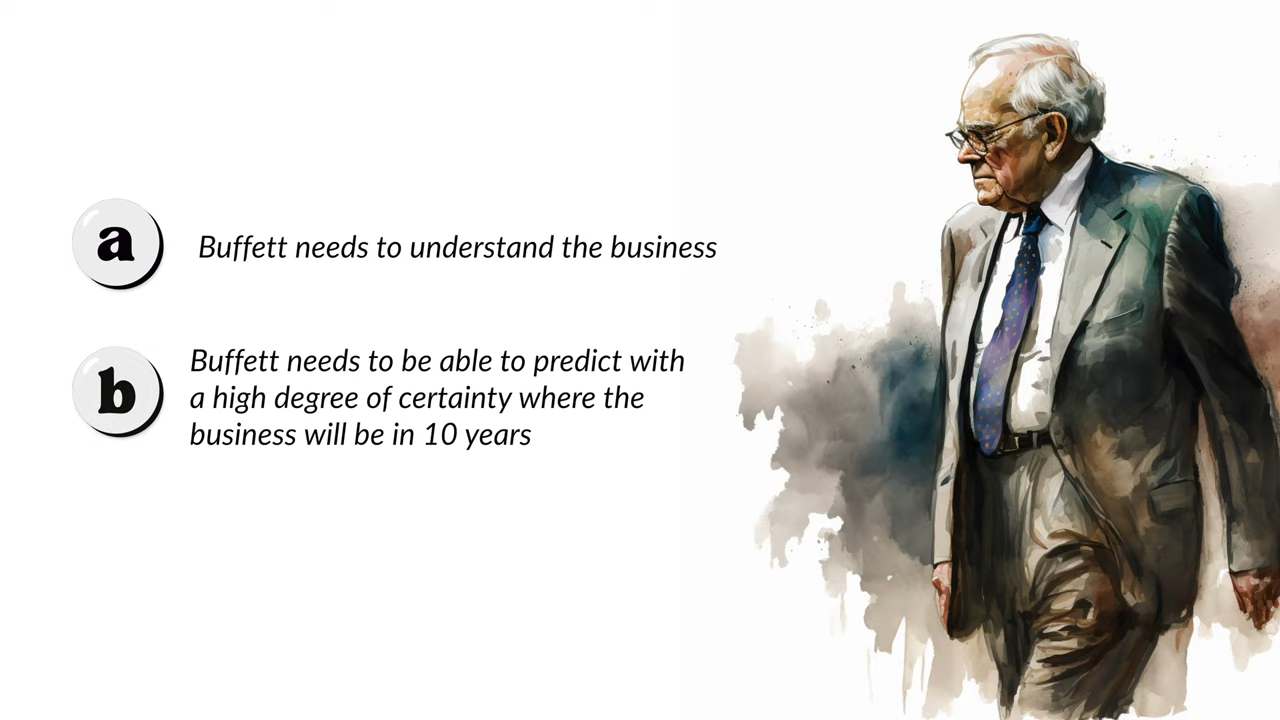 a
Buffett needs to understand the business
b
Buffett needs to be able to predict with
a high degree of certainty where the
business will be in 10 years